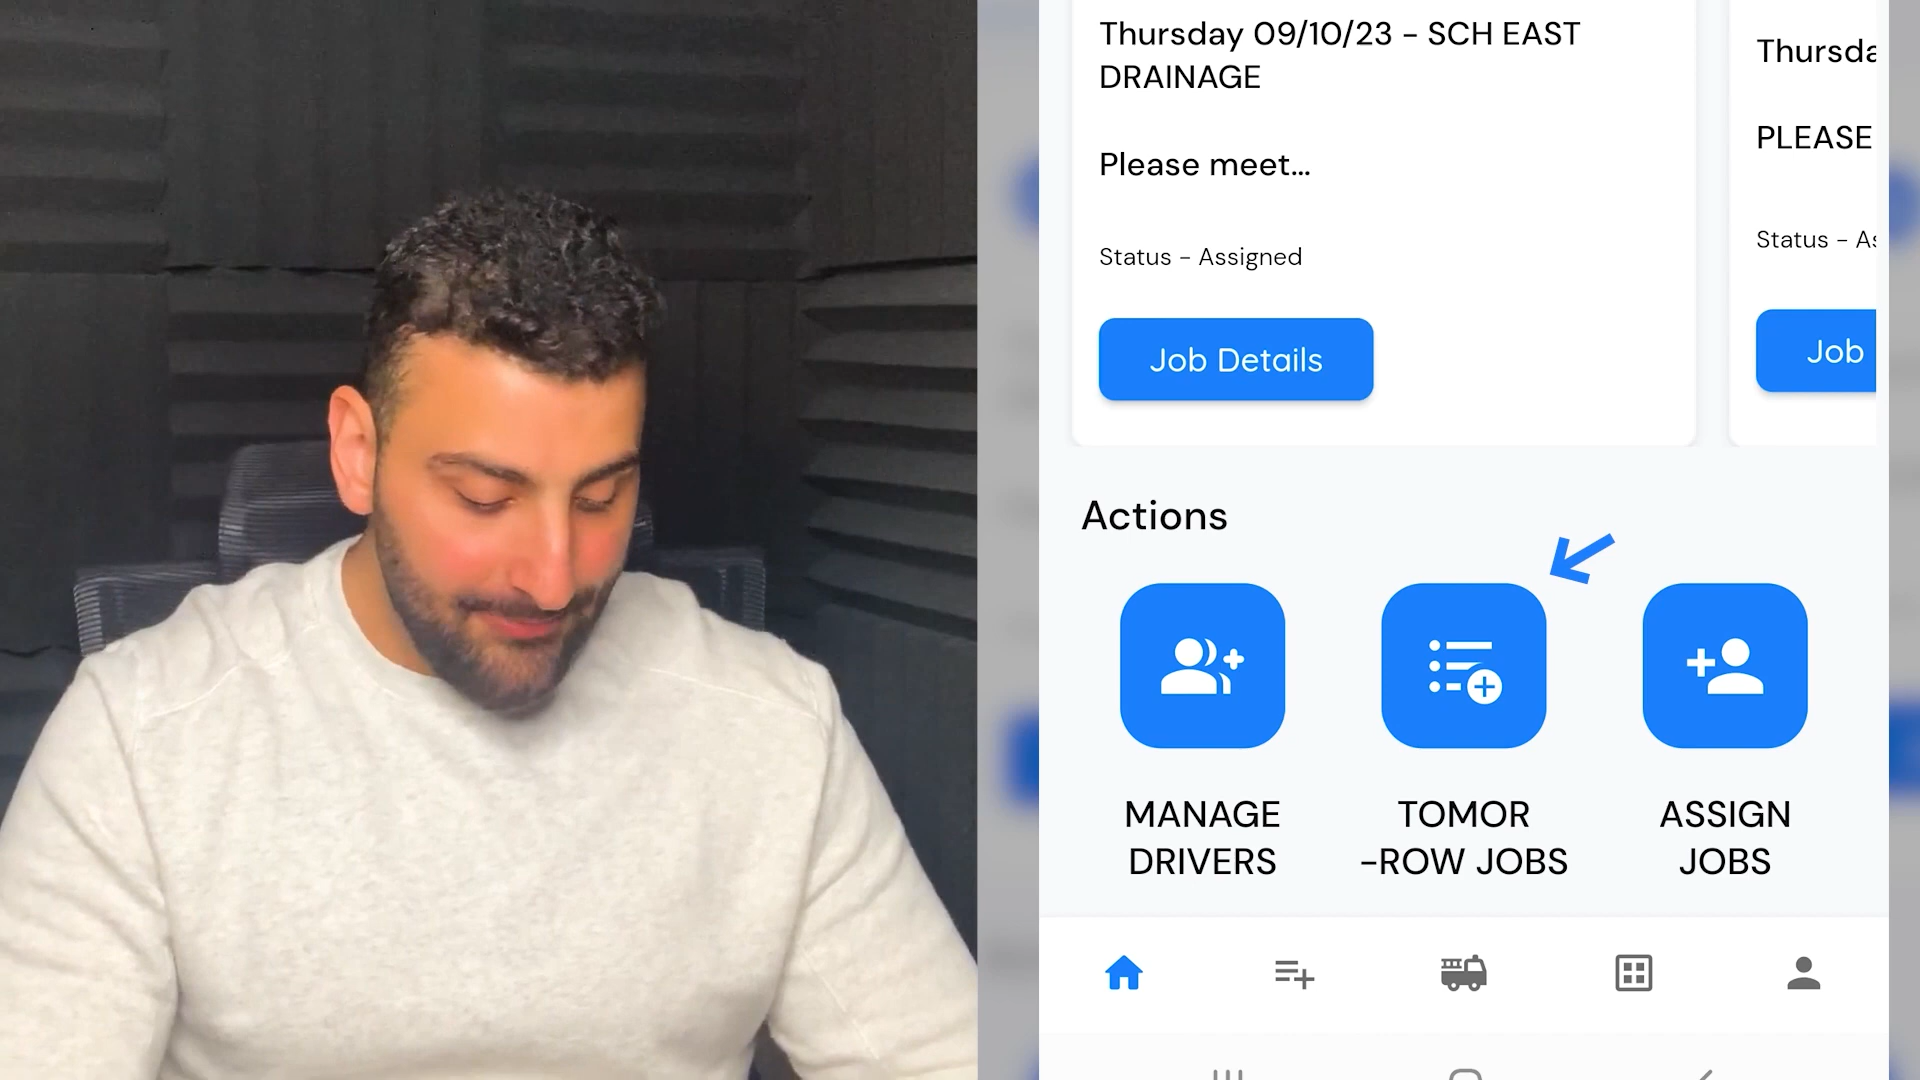 Thursday 09/10/23 - SCH EAST
DRAINAGE
Please meet...
Status - Assigned
Job Details
Thursda
PLEASE
Status - As
Job
Actions
MANAGE
DRIVERS
TOMOR
-ROW JOBS
ASSIGN
JOBS